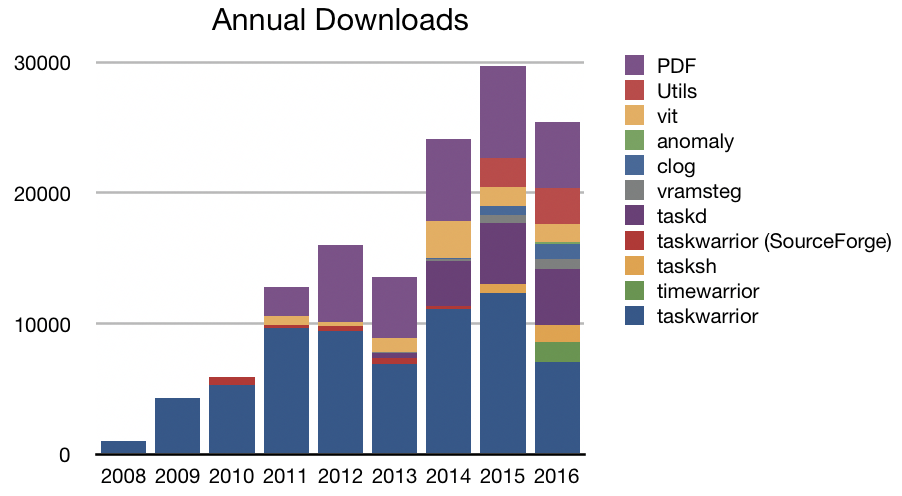 Annual Downloads
30000
20000
10000
0
2008 2009 2010 2011 2012 2013 2014 2015 2016
PDF
Utils
vit
anomaly
clog
vramsteg
taskd
taskwarrior (SourceForge)
tasksh
timewarrior
taskwarrior